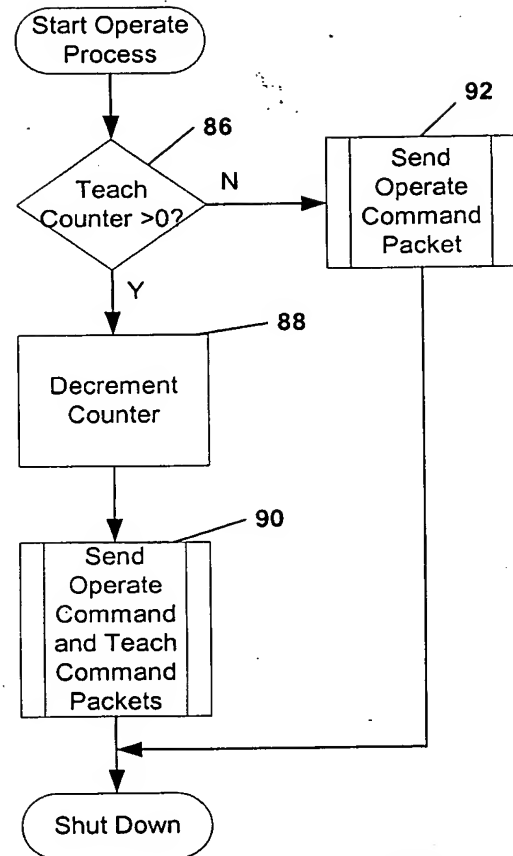 Start Operate
Process
86
92
Teach
Counter >0?
N
Send
Operate
Command
Packet
Y
88
Decrement
Counter
90
Send
Operate
Command
and Teach
Command
Packets
Shut Down